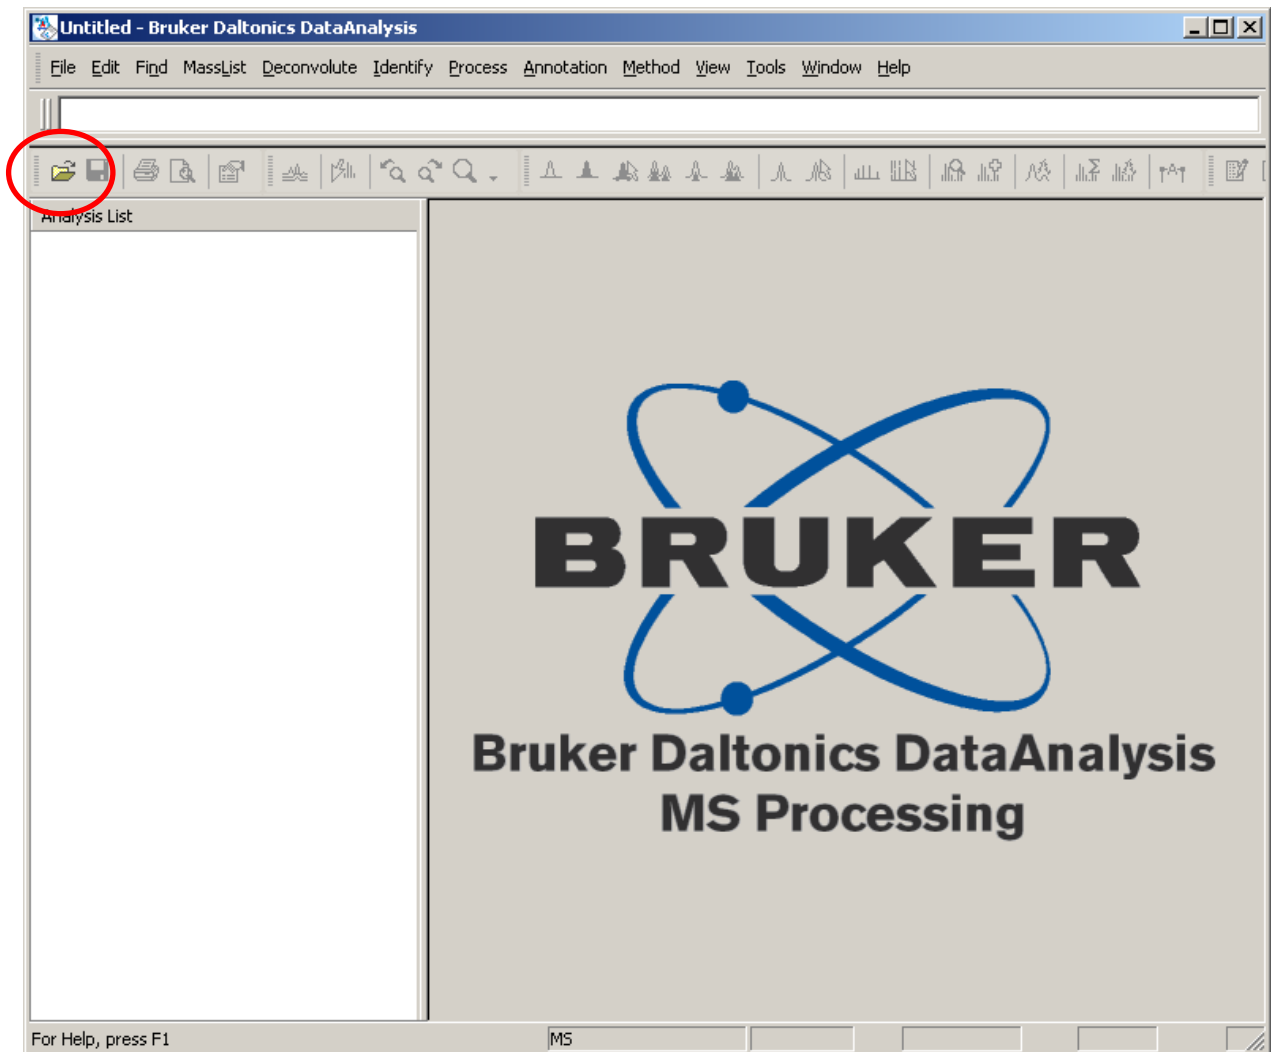 Untitled - Bruker Daltonics DataAnalysis
File Edit Find MassList Deconvolute Identify Process Annotation Method View Tools Window Help
Analysis List
BRUKER
Bruker Daltonics DataAnalysis
MS Processing
For Help, press F1 MS